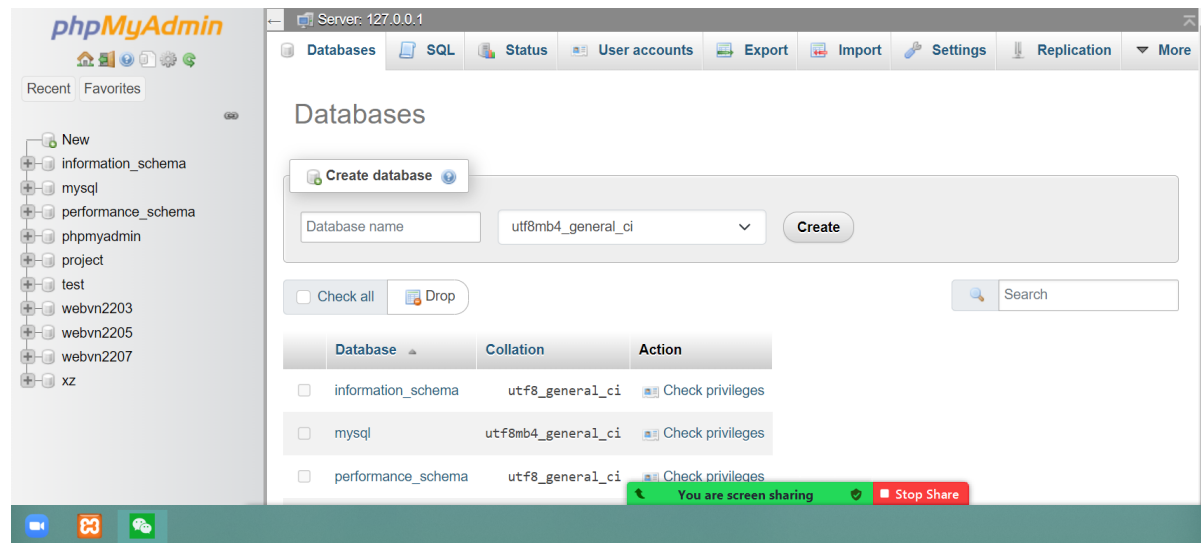 phpMyAdmin
Recent Favorites
New
information_schema
mysql
performance_schema
phpmyadmin
project
test
webvn2203
webvn2205
webvn2207
xz
Server: 127.0.0.1
Databases SQL Status User accounts Export Import Settings Replication More
Databases
Create database
Database name utf8mb4_general_ci Create
Check all Drop Search
Database Collation Action
information_schema utf8_general_ci Check privileges
mysql utf8mb4_general_ci Check privileges
performance_schema utf8_general_ci Check privileges
You are screen sharing Stop Share